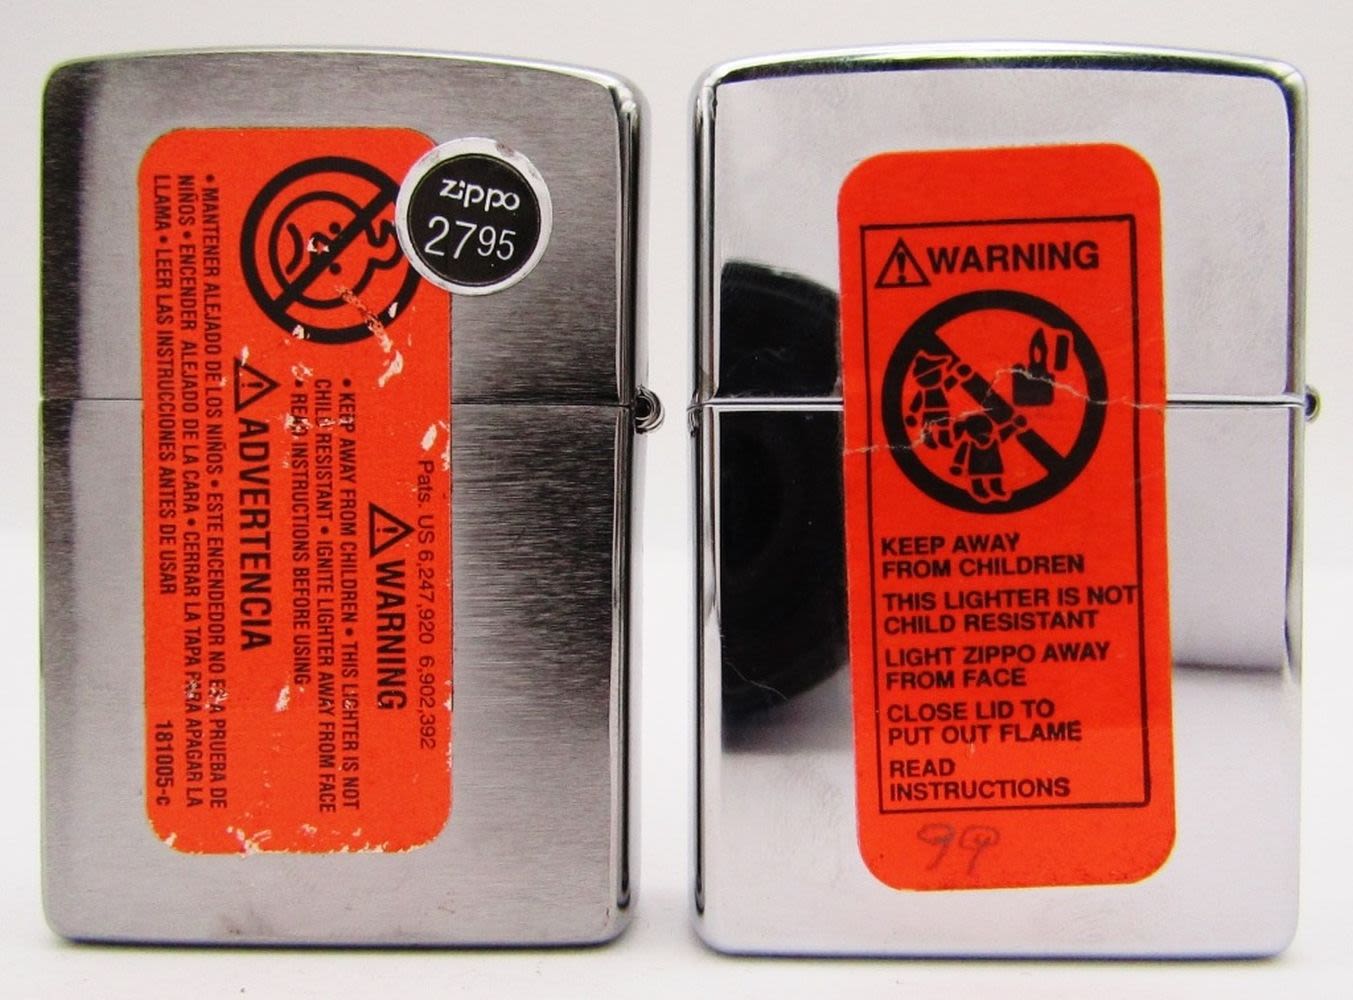 zippo
2795
Pats. US 6,247,920 6,902,392
WARNING
• KEEP AWAY FROM CHILDREN • THIS LIGHTER IS NOT
CHILD RESISTANT • IGNITE LIGHTER AWAY FROM FACE
• READ INSTRUCTIONS BEFORE USING
ADVERTENCIA
• MANTENER ALEJADO DE LOS NIÑOS • ESTE ENCENDEDOR NO ES A PRUEBA DE
NIÑOS • ENCENDER ALEJADO DE LA CARA • CERRAR LA TAPA PARA APAGAR LA
LLAMA • LEER LAS INSTRUCCIONES ANTES DE USAR
181005-c
WARNING
KEEP AWAY
FROM CHILDREN
THIS LIGHTER IS NOT
CHILD RESISTANT
LIGHT ZIPPO AWAY
FROM FACE
CLOSE LID TO
PUT OUT FLAME
READ
INSTRUCTIONS
99